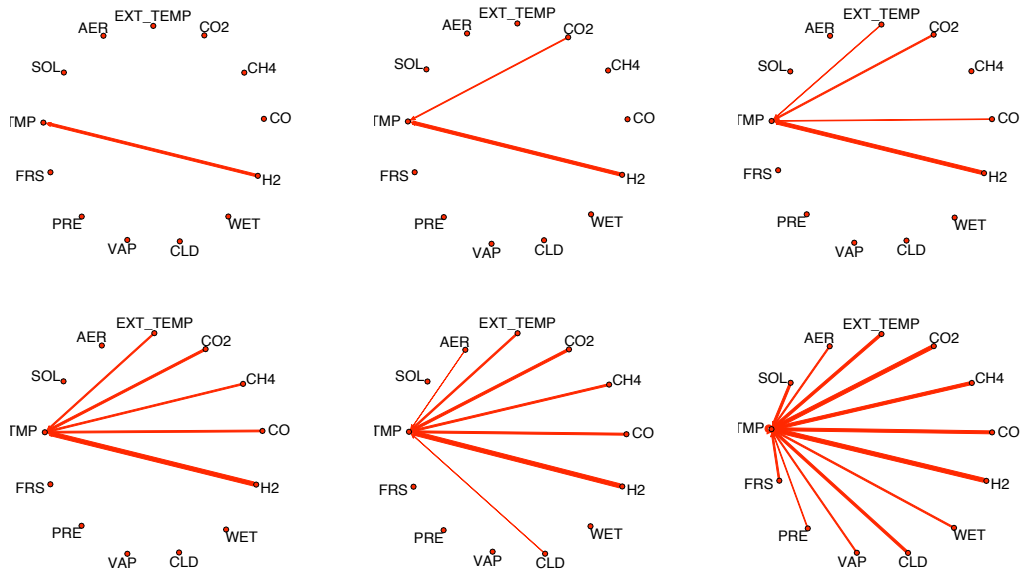 EXT_TEMP
AER
CO2
SOL
CH4
TMP
CO
FRS
H2
PRE
WET
VAP
CLD
EXT_TEMP
AER
CO2
SOL
CH4
TMP
CO
FRS
H2
PRE
WET
VAP
CLD
EXT_TEMP
AER
CO2
SOL
CH4
TMP
CO
FRS
H2
PRE
WET
VAP
CLD
EXT_TEMP
AER
CO2
SOL
CH4
TMP
CO
FRS
H2
PRE
WET
VAP
CLD
EXT_TEMP
AER
CO2
SOL
CH4
TMP
CO
FRS
H2
PRE
WET
VAP
CLD
EXT_TEMP
AER
CO2
SOL
CH4
TMP
CO
FRS
H2
PRE
WET
VAP
CLD